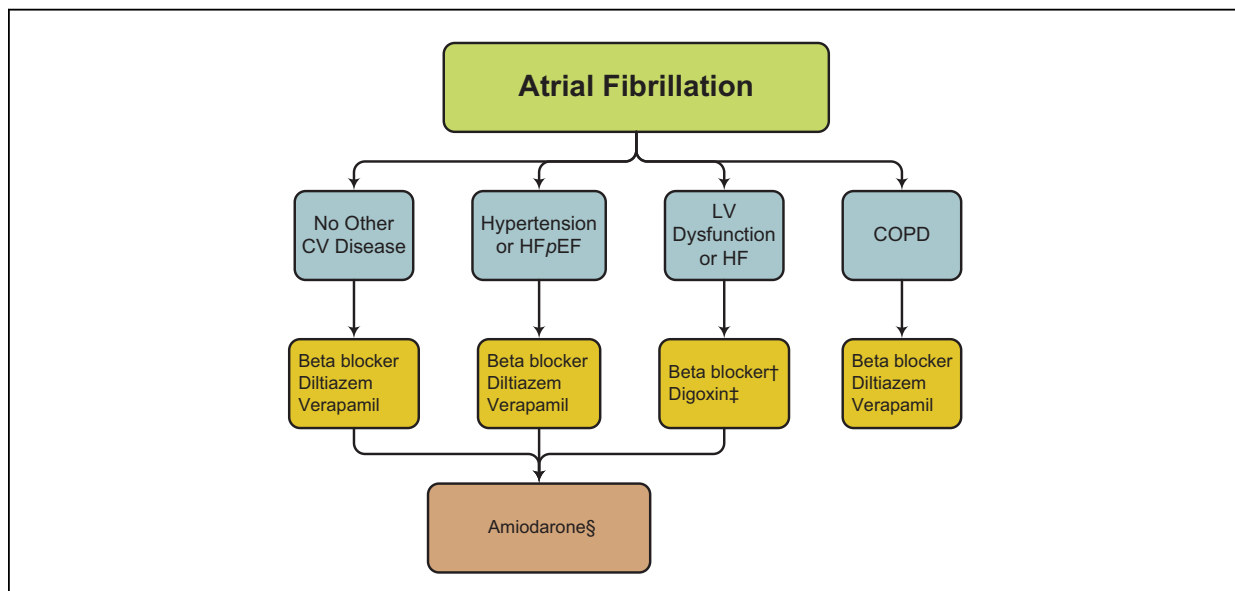 Atrial Fibrillation
No Other
CV Disease
Hypertension
or HFpEF
LV
Dysfunction
or HF
COPD
Beta blocker
Diltiazem
Verapamil
Beta blocker
Diltiazem
Verapamil
Beta blocker†
Digoxin‡
Beta blocker
Diltiazem
Verapamil
Amiodarone§